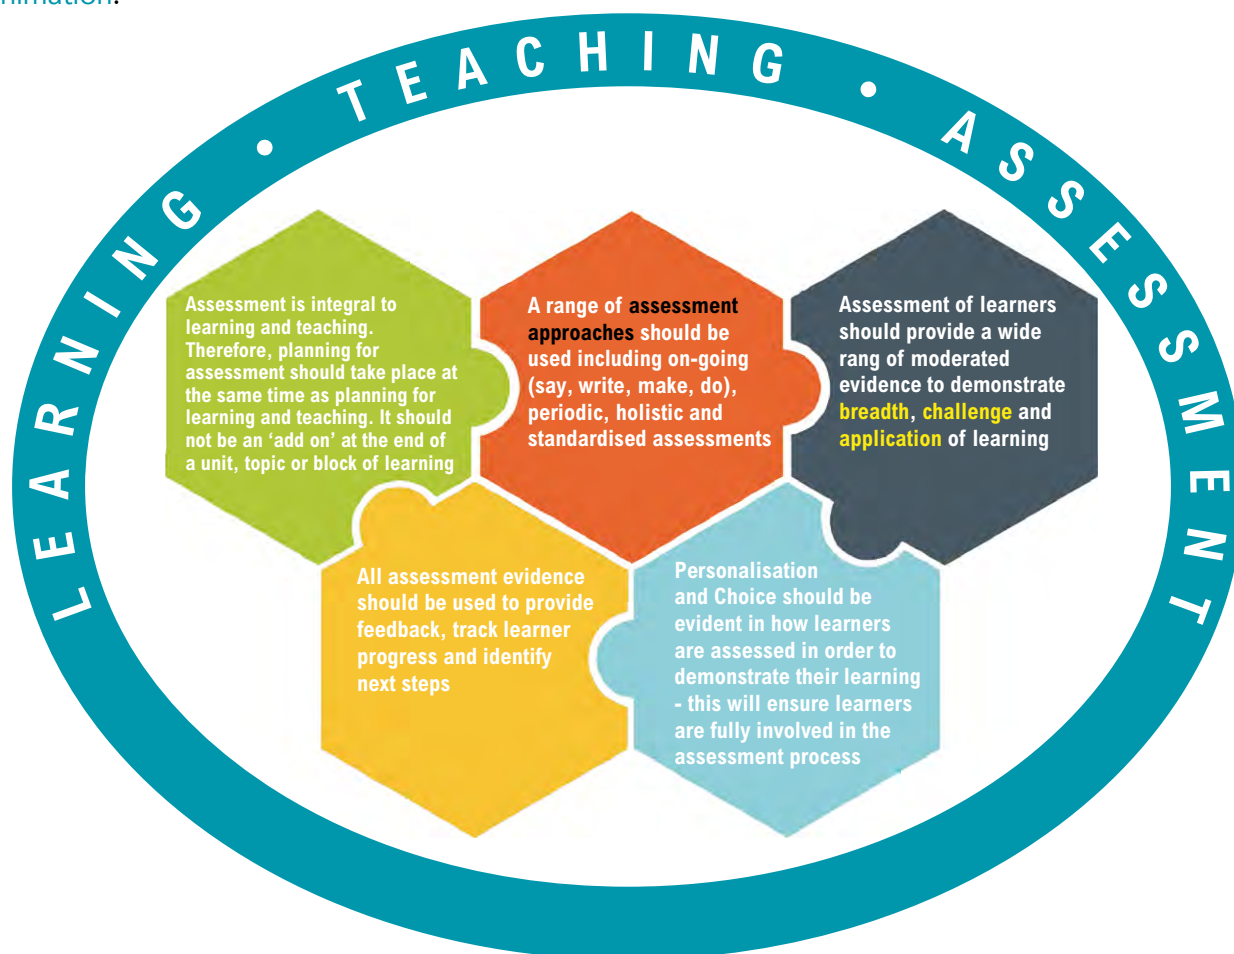 nimation.
LEARNING • TEACHING • ASSESSMENT
Assessment is integral to
learning and teaching.
Therefore, planning for
assessment should take place at
the same time as planning for
learning and teaching. It should
not be an ‘add on’ at the end of
a unit, topic or block of learning
A range of assessment
approaches should be
used including on-going
(say, write, make, do),
periodic, holistic and
standardised assessments
Assessment of learners
should provide a wide
rang of moderated
evidence to demonstrate
breadth, challenge and
application of learning
All assessment evidence
should be used to provide
feedback, track learner
progress and identify
next steps
Personalisation
and Choice should be
evident in how learners
are assessed in order to
demonstrate their learning
- this will ensure learners
are fully involved in the
assessment process